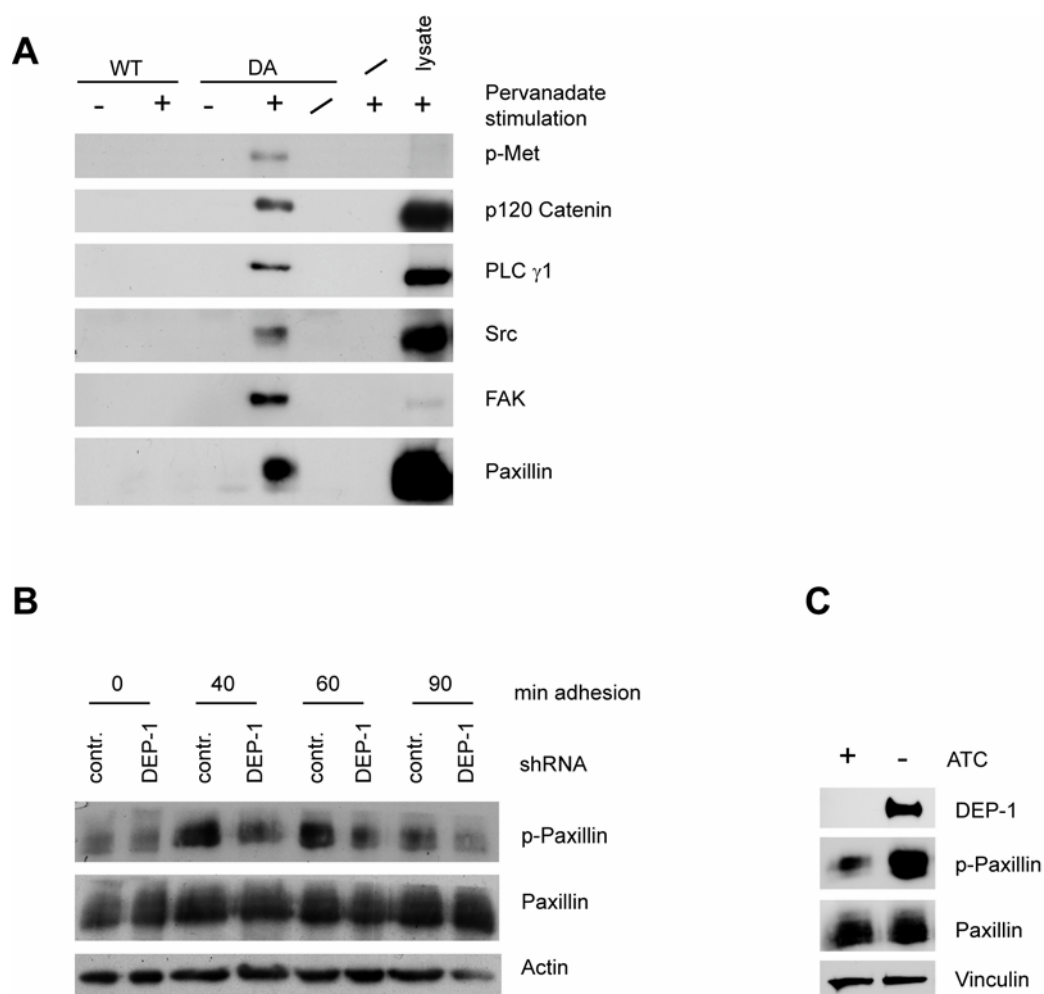 A
WT DA / lysate
- + - + / + +
Pervanadate
stimulation
p-Met
p120 Catenin
PLC γ1
Src
FAK
Paxillin
B
0 40 60 90 min adhesion
contr. DEP-1 contr. DEP-1 contr. DEP-1 contr. DEP-1 shRNA
p-Paxillin
Paxillin
Actin
C
+ - ATC
DEP-1
p-Paxillin
Paxillin
Vinculin